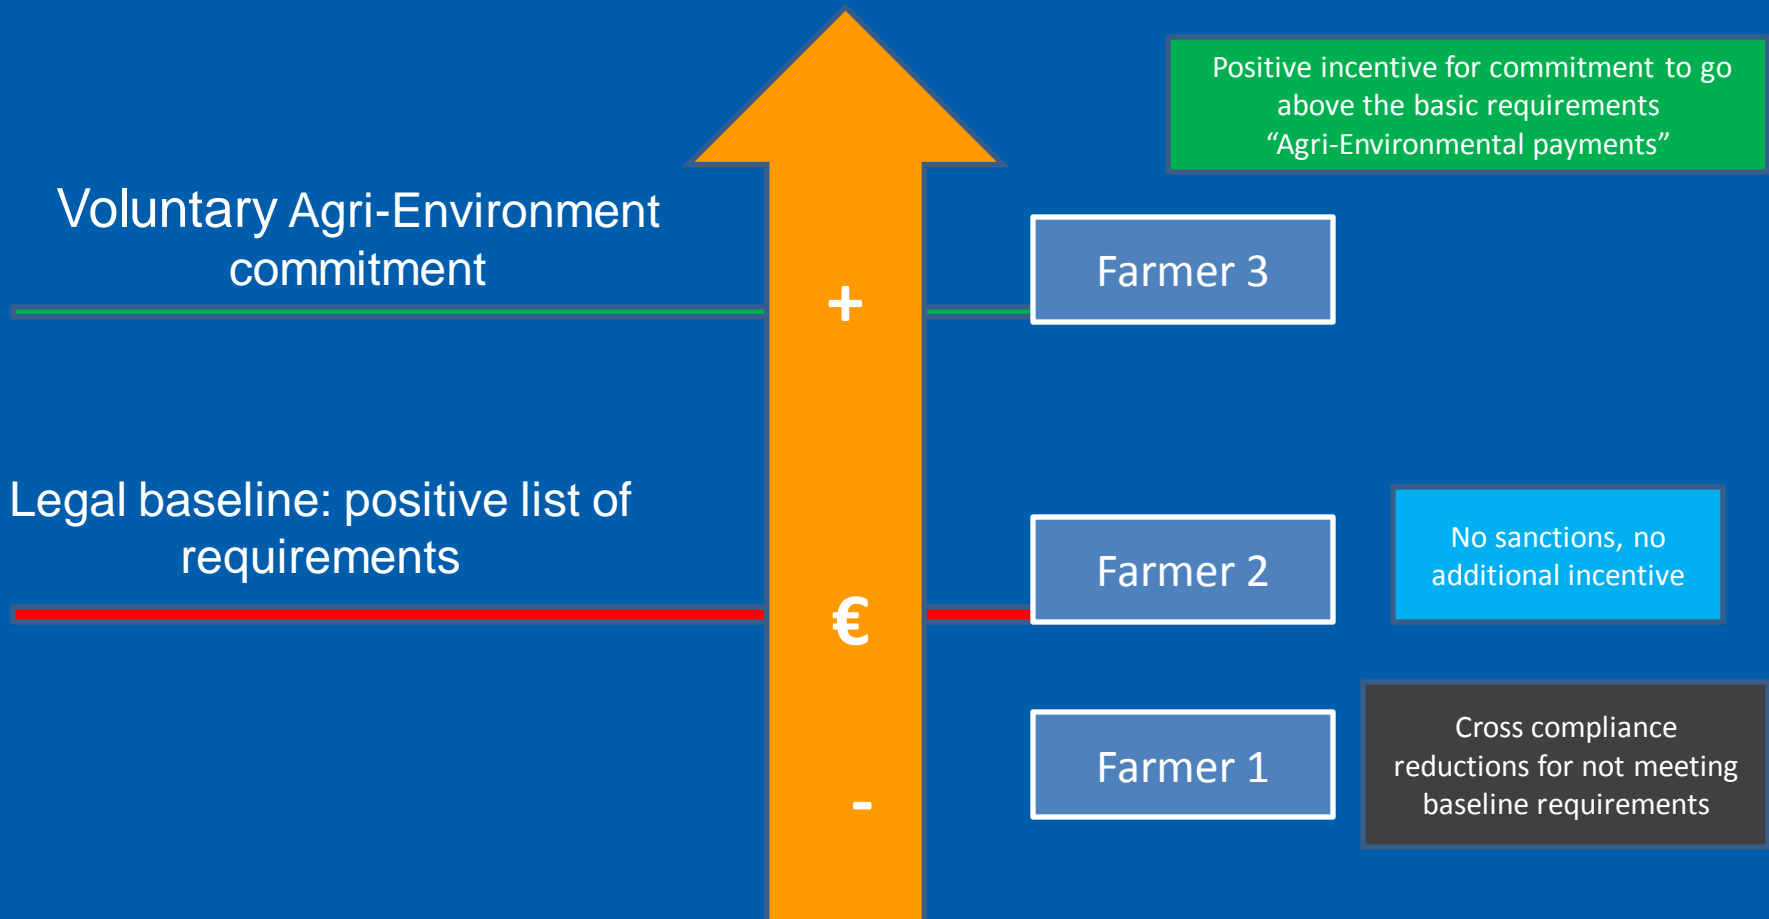 Positive incentive for commitment to go
above the basic requirements
“Agri-Environmental payments”
Voluntary Agri-Environment
commitment
+
Farmer 3
Legal baseline: positive list of
requirements
€
Farmer 2
No sanctions, no
additional incentive
-
Farmer 1
Cross compliance
reductions for not meeting
baseline requirements